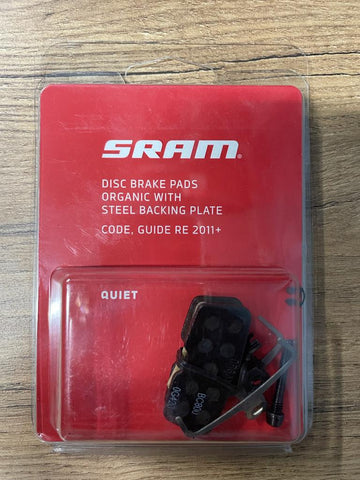 SRAM
DISC BRAKE PADS
ORGANIC WITH
STEEL BACKING PLATE
CODE, GUIDE RE 2011+
QUIET